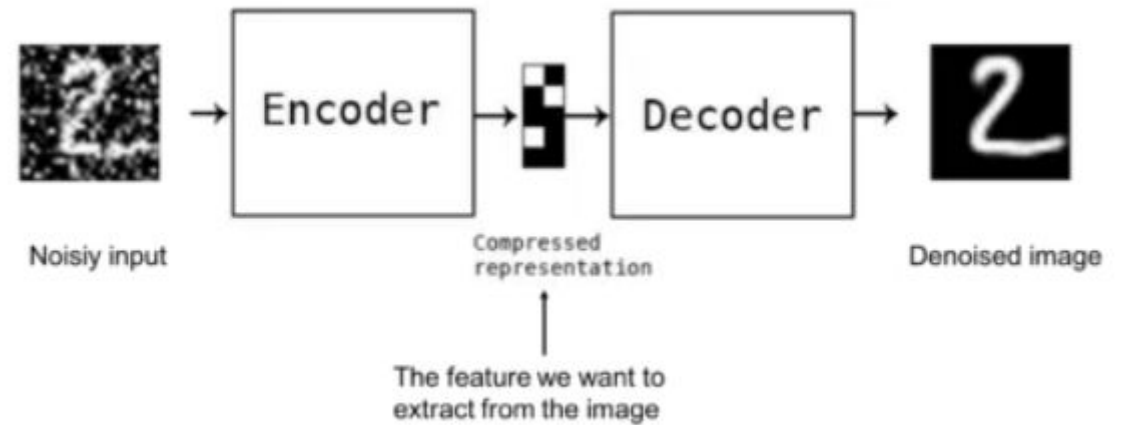 Encoder
Decoder
Noisiy input
Compressed
representation
Denoised image
The feature we want to
extract from the image